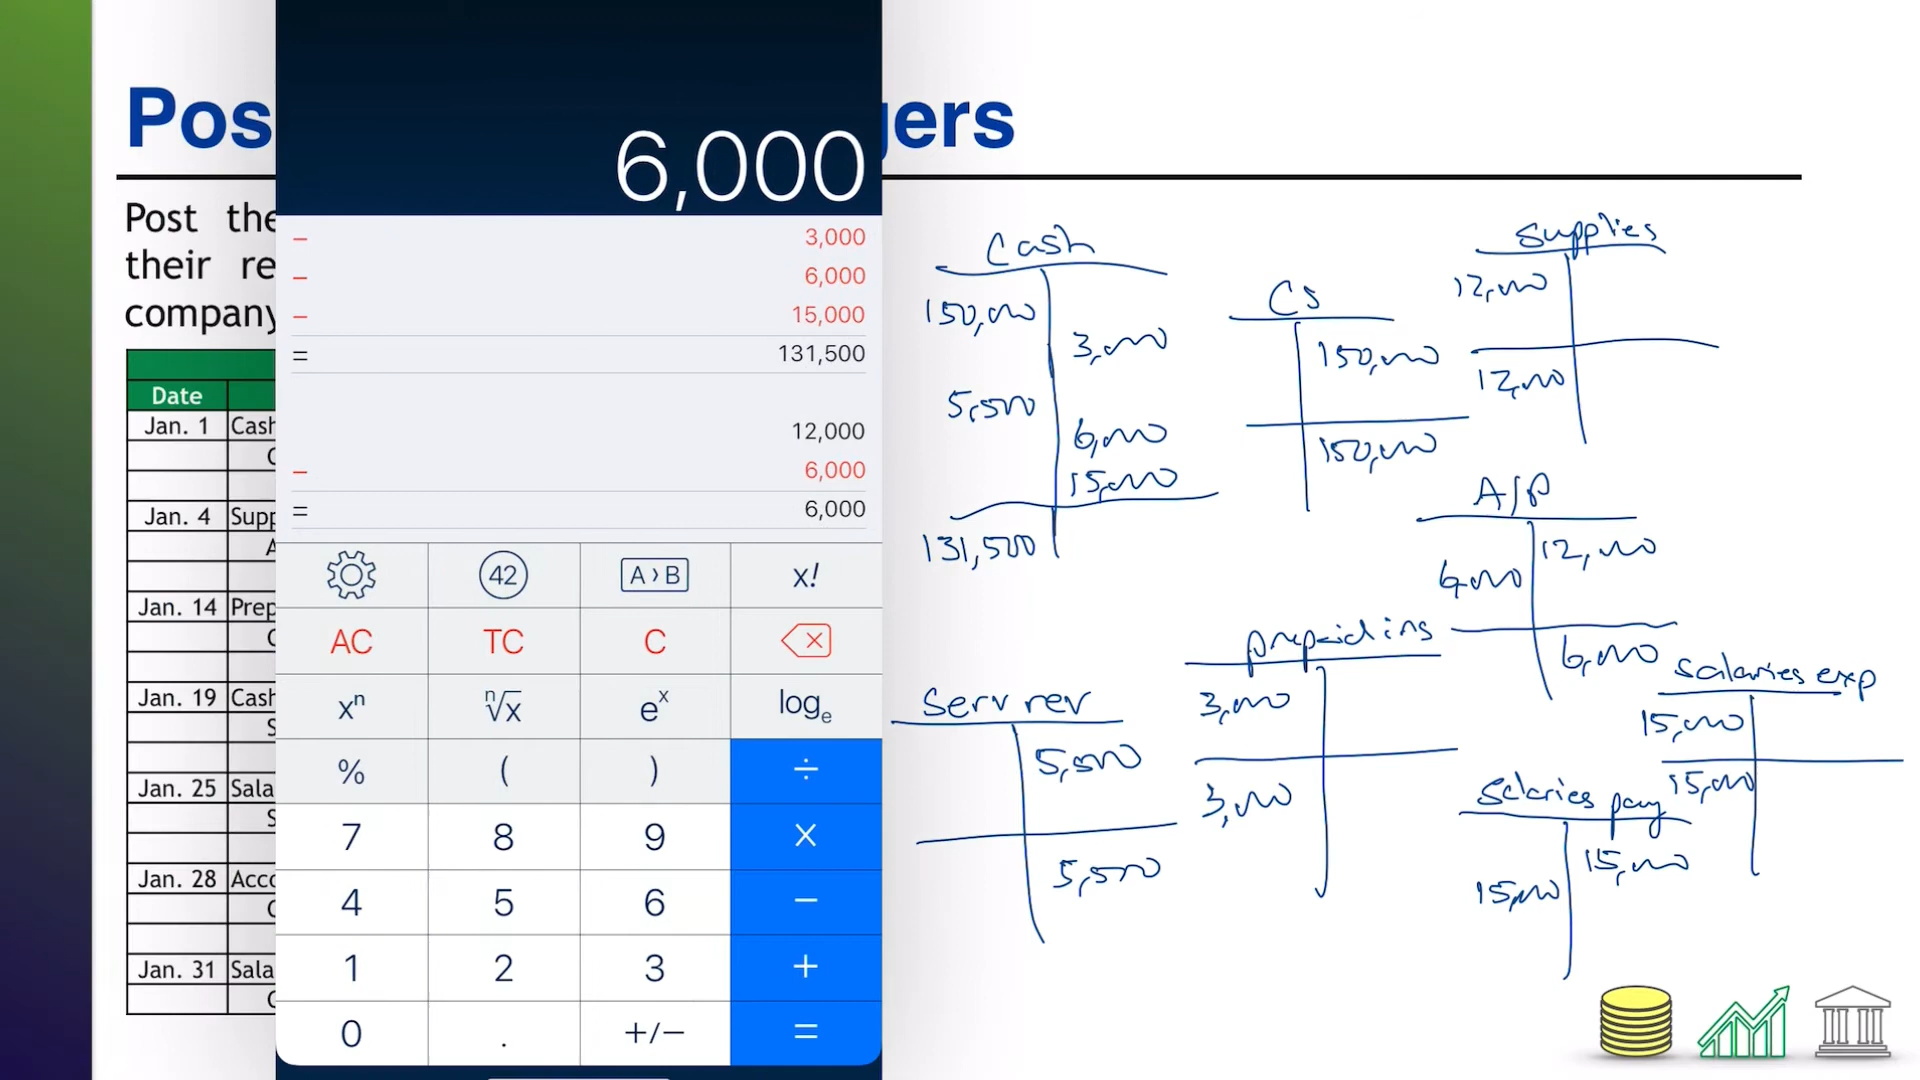 Pos
gers
Post the
their re
company
Date
Jan. 1 Cash
C
Jan. 4 Supp
A
Jan. 14 Prep
C
Jan. 19 Cash
S
Jan. 25 Sala
S
Jan. 28 Acco
C
Jan. 31 Sala
C
6,000
− 3,000
− 6,000
− 15,000
= 131,500
12,000
− 6,000
= 6,000
42 A›B x!
AC TC C
xⁿ ⁿ√x eˣ logₑ
% ( ) ÷
7 8 9 ×
4 5 6 −
1 2 3 +
0 . +/− =
Cash
150,000
3,000
5,500
6,000
15,000
131,500
CS
150,000
150,000
Supplies
12,000
12,000
A/P
12,000
6,000
6,000
Serv rev
5,500
5,500
prepaid ins
3,000
3,000
salaries exp
15,000
15,000
Salaries pay
15,000
15,000